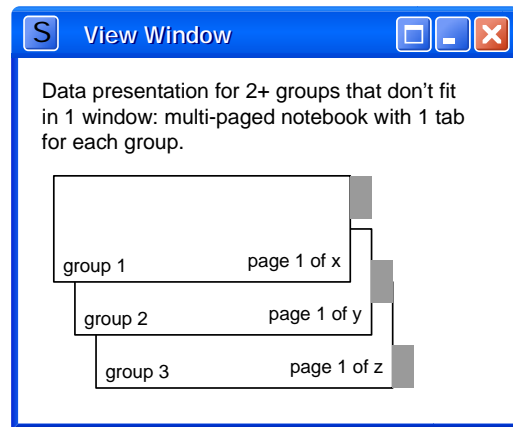 S View Window
Data presentation for 2+ groups that don't fit
in 1 window: multi-paged notebook with 1 tab
for each group.
group 1 page 1 of x
group 2 page 1 of y
group 3 page 1 of z